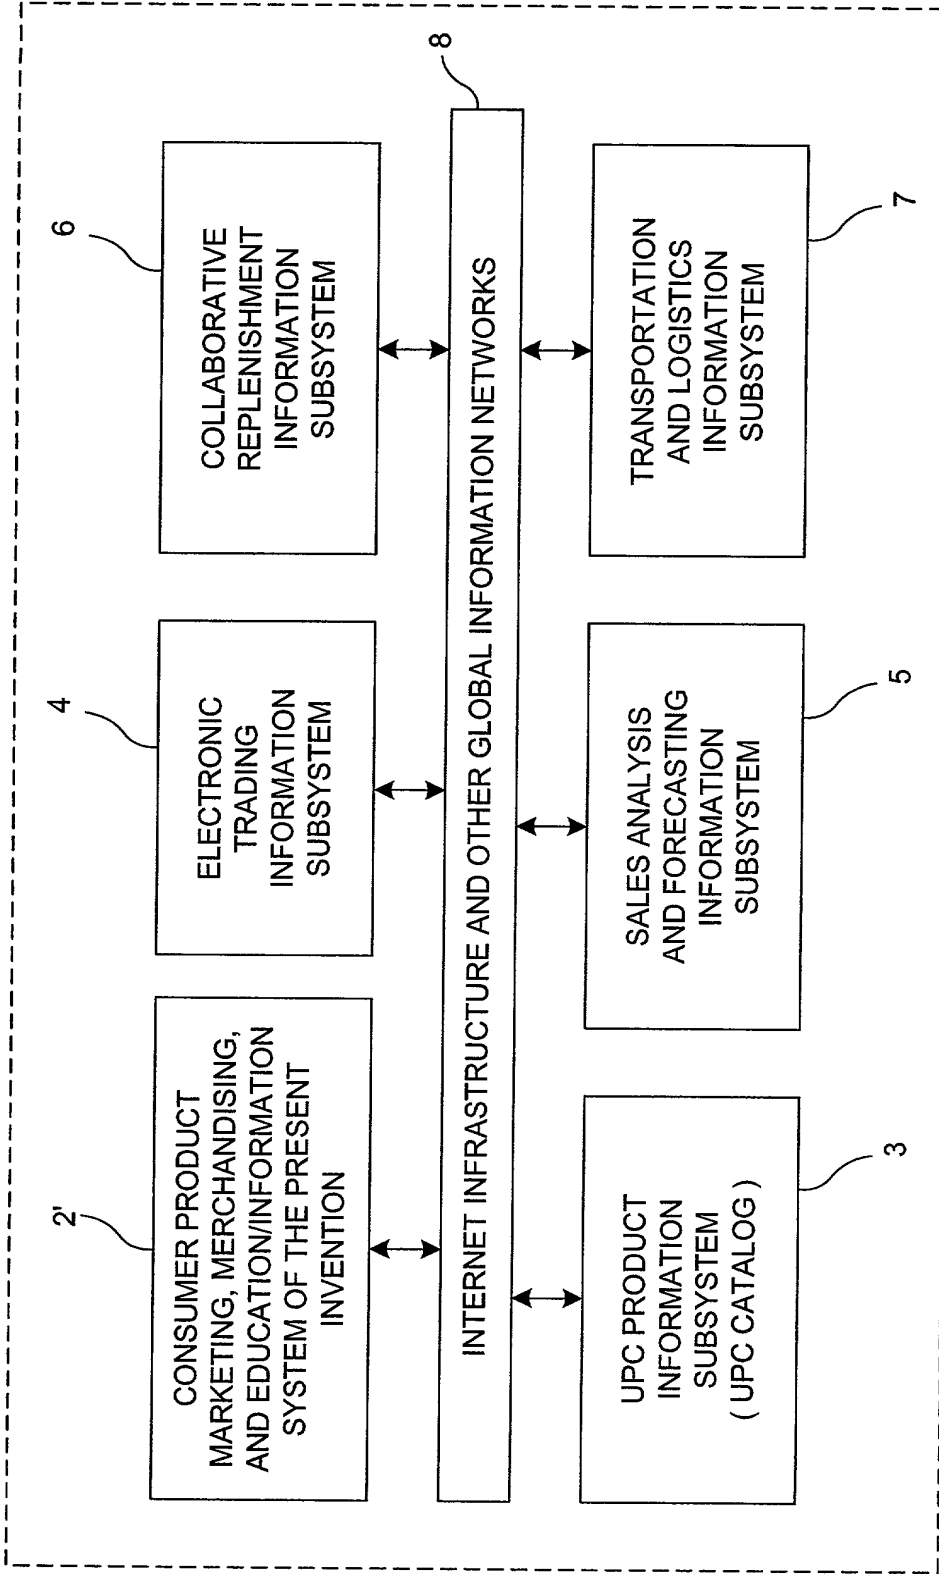 2'
CONSUMER PRODUCT
MARKETING, MERCHANDISING,
AND EDUCATION/INFORMATION
SYSTEM OF THE PRESENT
INVENTION
4
ELECTRONIC
TRADING
INFORMATION
SUBSYSTEM
6
COLLABORATIVE
REPLENISHMENT
INFORMATION
SUBSYSTEM
8
INTERNET INFRASTRUCTURE AND OTHER GLOBAL INFORMATION NETWORKS
UPC PRODUCT
INFORMATION
SUBSYSTEM
( UPC CATALOG )
3
SALES ANALYSIS
AND FORECASTING
INFORMATION
SUBSYSTEM
5
TRANSPORTATION
AND LOGISTICS
INFORMATION
SUBSYSTEM
7